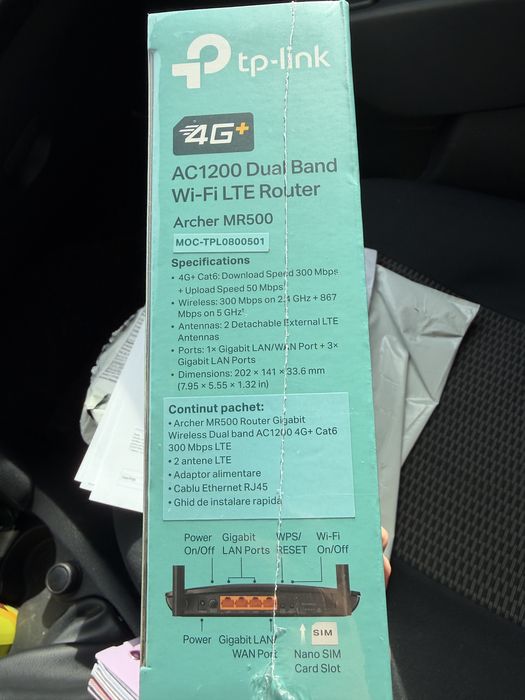 tp-link
4G+
AC1200 Dual Band
Wi-Fi LTE Router
Archer MR500
MOC-TPL0800501
Specifications
• 4G+ Cat6: Download Speed 300 Mbps
+ Upload Speed 50 Mbps
• Wireless: 300 Mbps on 2.4 GHz + 867
Mbps on 5 GHz†
• Antennas: 2 Detachable External LTE
Antennas
• Ports: 1× Gigabit LAN/WAN Port + 3×
Gigabit LAN Ports
• Dimensions: 202 × 141 × 33.6 mm
(7.95 × 5.55 × 1.32 in)
Continut pachet:
• Archer MR500 Router Gigabit
Wireless Dual band AC1200 4G+ Cat6
300 Mbps LTE
• 2 antene LTE
• Adaptor alimentare
• Cablu Ethernet RJ45
• Ghid de instalare rapida
Power On/Off
Gigabit LAN Ports
WPS/ RESET
Wi-Fi On/Off
Power
Gigabit LAN/ WAN Port
SIM
Nano SIM Card Slot